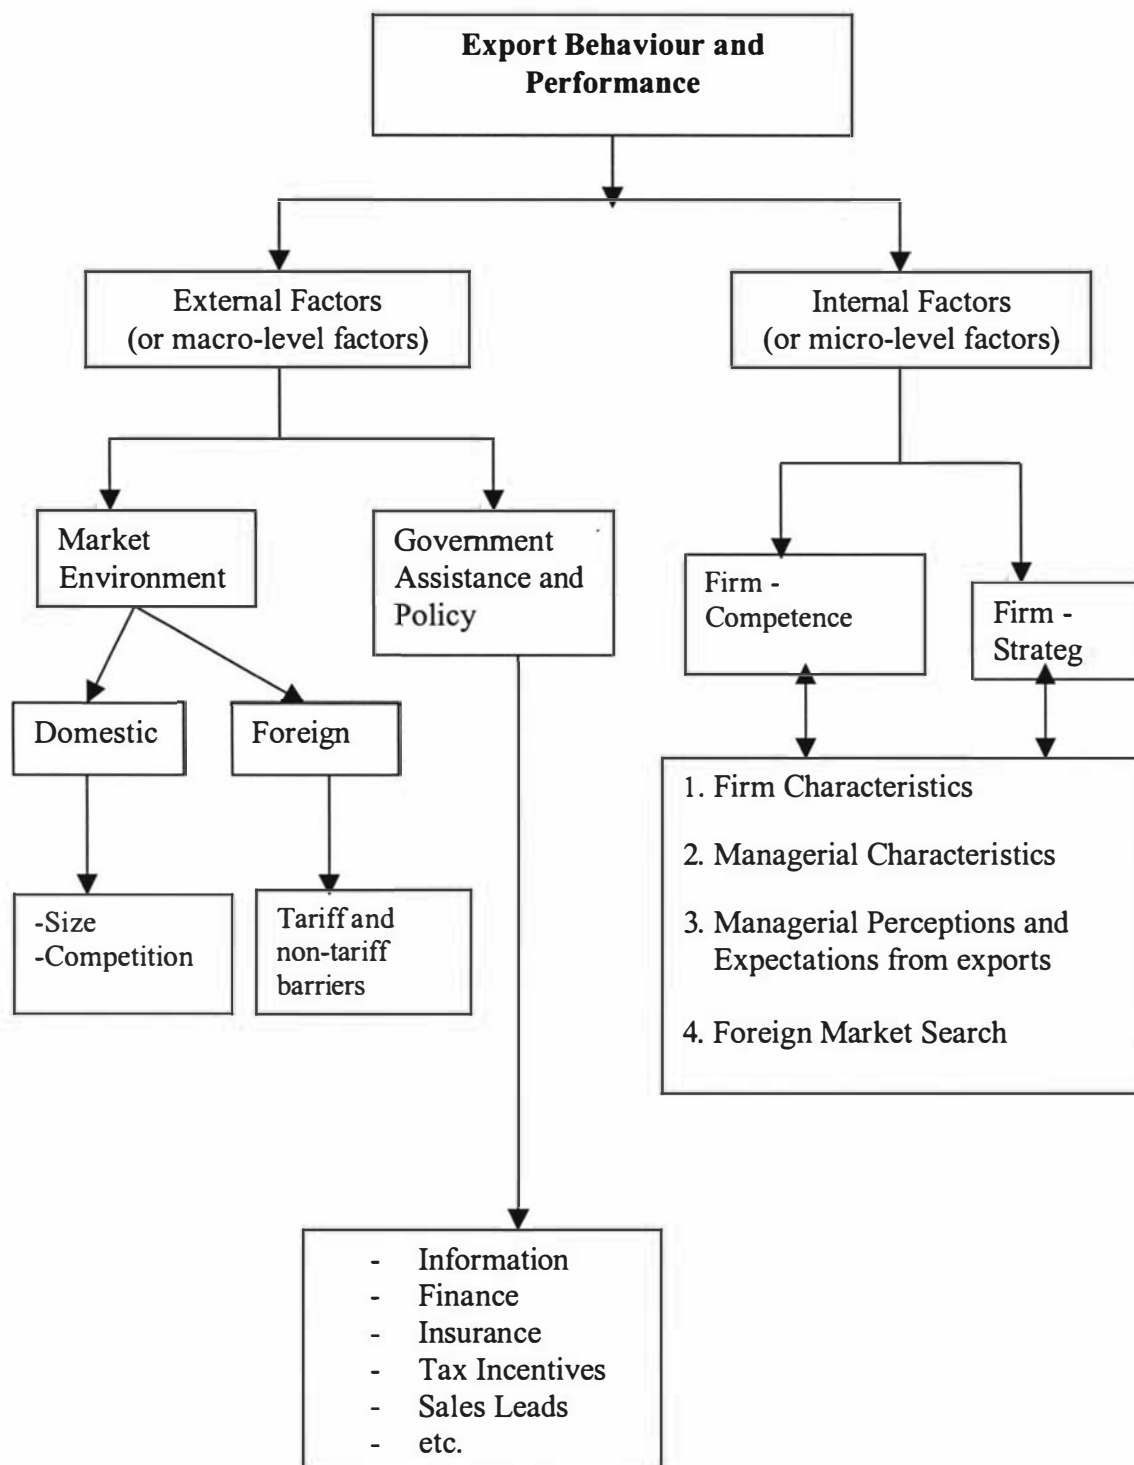 Export Behaviour and
Performance
External Factors
(or macro-level factors)
Internal Factors
(or micro-level factors)
Market
Environment
Government
Assistance and
Policy
Firm -
Competence
Firm -
Strateg
Domestic
Foreign
-Size
-Competition
Tariff and
non-tariff
barriers
1. Firm Characteristics
2. Managerial Characteristics
3. Managerial Perceptions and
Expectations from exports
4. Foreign Market Search
- Information
- Finance
- Insurance
- Tax Incentives
- Sales Leads
- etc.